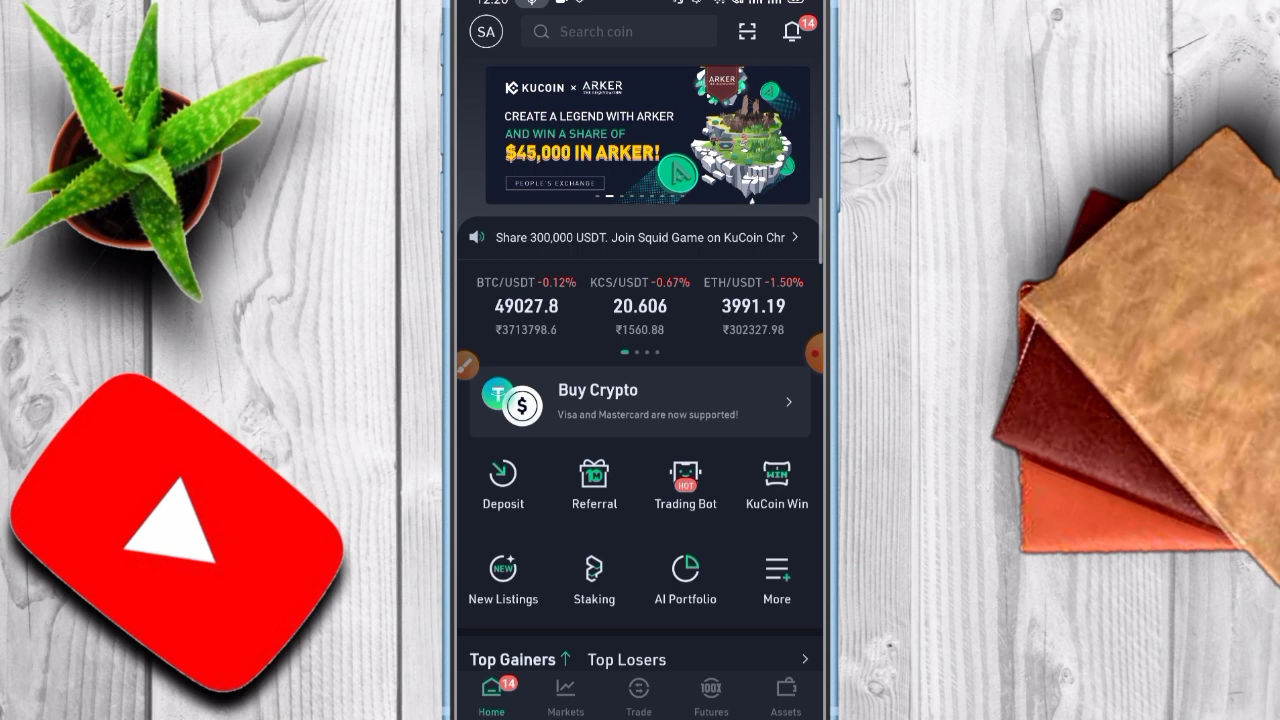 12:20
SA
Search coin
14
KUCOIN × ARKER
ARKER
CREATE A LEGEND WITH ARKER
AND WIN A SHARE OF
$45,000 IN ARKER!
PEOPLE'S EXCHANGE
Share 300,000 USDT. Join Squid Game on KuCoin Chr
BTC/USDT -0.12% KCS/USDT -0.67% ETH/USDT -1.50%
49027.8 20.606 3991.19
₹3713798.6 ₹1560.88 ₹302327.98
Buy Crypto
Visa and Mastercard are now supported!
HOT
WIN
Deposit Referral Trading Bot KuCoin Win
NEW
New Listings Staking AI Portfolio More
Top Gainers ↑ Top Losers
14
100X
Home Markets Trade Futures Assets